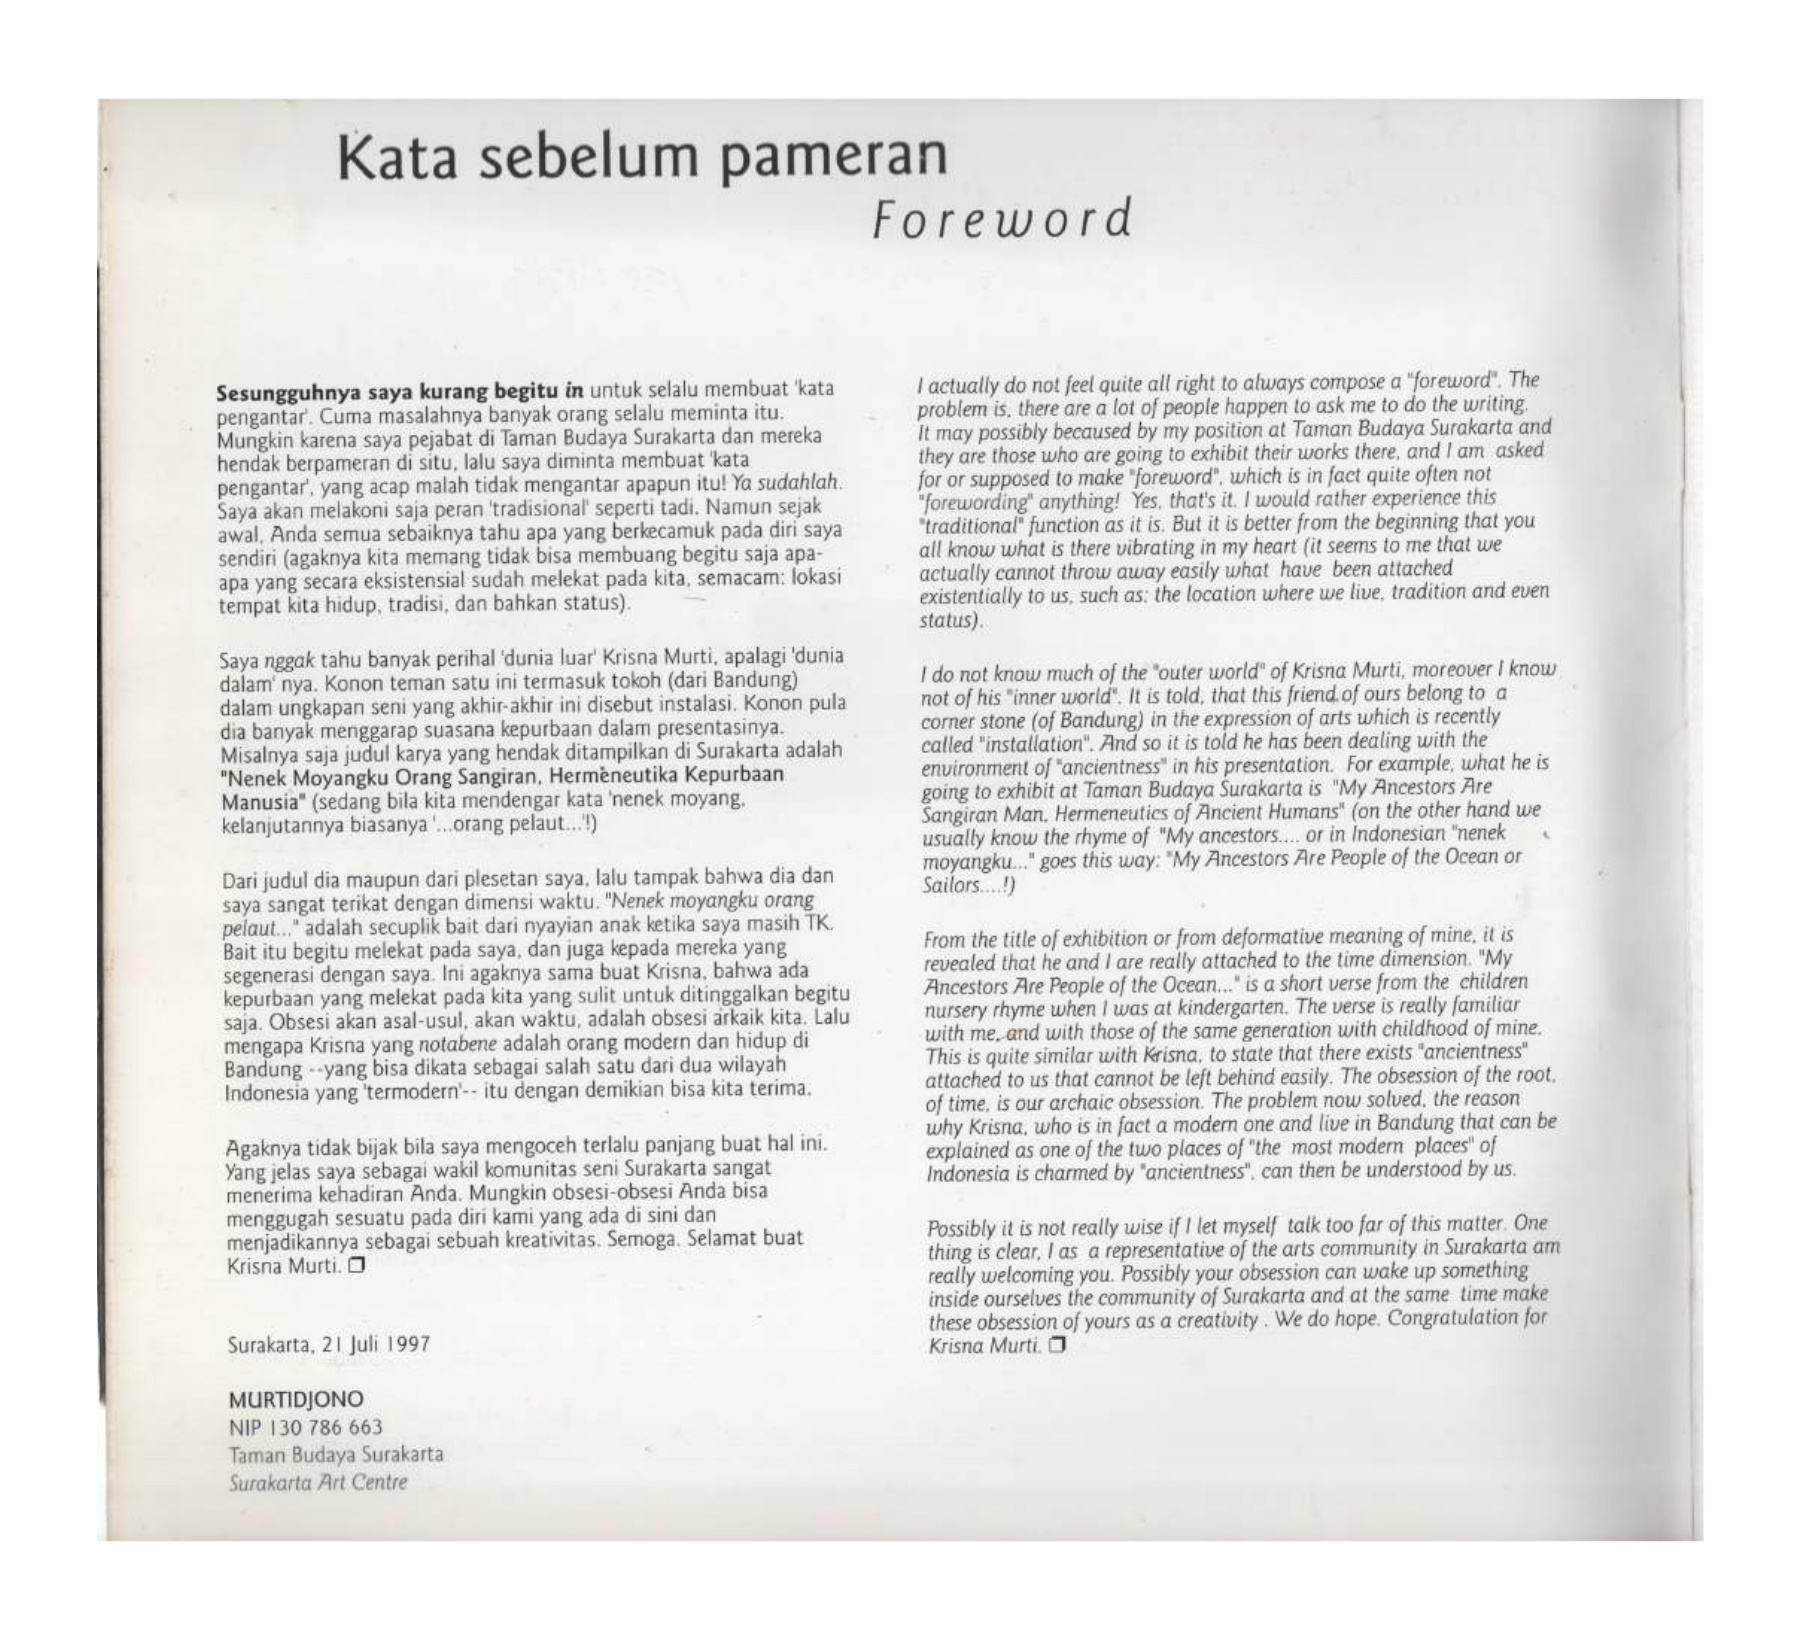 Kata sebelum pameran
Foreword
Sesungguhnya saya kurang begitu in untuk selalu membuat 'kata
pengantar'. Cuma masalahnya banyak orang selalu meminta itu.
Mungkin karena saya pejabat di Taman Budaya Surakarta dan mereka
hendak berpameran di situ, lalu saya diminta membuat 'kata
pengantar', yang acap malah tidak mengantar apapun itu! Ya sudahlah.
Saya akan melakoni saja peran 'tradisional' seperti tadi. Namun sejak
awal, Anda semua sebaiknya tahu apa yang berkecamuk pada diri saya
sendiri (agaknya kita memang tidak bisa membuang begitu saja apa-
apa yang secara eksistensial sudah melekat pada kita, semacam: lokasi
tempat kita hidup, tradisi, dan bahkan status).
Saya nggak tahu banyak perihal 'dunia luar' Krisna Murti, apalagi 'dunia
dalam' nya. Konon teman satu ini termasuk tokoh (dari Bandung)
dalam ungkapan seni yang akhir-akhir ini disebut instalasi. Konon pula
dia banyak menggarap suasana kepurbaan dalam presentasinya.
Misalnya saja judul karya yang hendak ditampilkan di Surakarta adalah
"Nenek Moyangku Orang Sangiran, Hermeneutika Kepurbaan
Manusia" (sedang bila kita mendengar kata 'nenek moyang,
kelanjutannya biasanya '...orang pelaut...'!)
Dari judul dia maupun dari plesetan saya, lalu tampak bahwa dia dan
saya sangat terikat dengan dimensi waktu. "Nenek moyangku orang
pelaut..." adalah secuplik bait dari nyayian anak ketika saya masih TK.
Bait itu begitu melekat pada saya, dan juga kepada mereka yang
segenerasi dengan saya. Ini agaknya sama buat Krisna, bahwa ada
kepurbaan yang melekat pada kita yang sulit untuk ditinggalkan begitu
saja. Obsesi akan asal-usul, akan waktu, adalah obsesi arkaik kita. Lalu
mengapa Krisna yang notabene adalah orang modern dan hidup di
Bandung --yang bisa dikata sebagai salah satu dari dua wilayah
Indonesia yang 'termodern'-- itu dengan demikian bisa kita terima.
Agaknya tidak bijak bila saya mengoceh terlalu panjang buat hal ini.
Yang jelas saya sebagai wakil komunitas seni Surakarta sangat
menerima kehadiran Anda. Mungkin obsesi-obsesi Anda bisa
menggugah sesuatu pada diri kami yang ada di sini dan
menjadikannya sebagai sebuah kreativitas. Semoga. Selamat buat
Krisna Murti. ❐
Surakarta, 21 Juli 1997
MURTIDJONO
NIP 130 786 663
Taman Budaya Surakarta
Surakarta Art Centre
I actually do not feel quite all right to always compose a "foreword". The
problem is, there are a lot of people happen to ask me to do the writing.
It may possibly becaused by my position at Taman Budaya Surakarta and
they are those who are going to exhibit their works there, and I am asked
for or supposed to make "foreword", which is in fact quite often not
"forewording" anything! Yes, that's it. I would rather experience this
"traditional" function as it is. But it is better from the beginning that you
all know what is there vibrating in my heart (it seems to me that we
actually cannot throw away easily what have been attached
existentially to us, such as: the location where we live, tradition and even
status).
I do not know much of the "outer world" of Krisna Murti, moreover I know
not of his "inner world". It is told, that this friend of ours belong to a
corner stone (of Bandung) in the expression of arts which is recently
called "installation". And so it is told he has been dealing with the
environment of "ancientness" in his presentation. For example, what he is
going to exhibit at Taman Budaya Surakarta is "My Ancestors Are
Sangiran Man, Hermeneutics of Ancient Humans" (on the other hand we
usually know the rhyme of "My ancestors.... or in Indonesian "nenek
moyangku..." goes this way: "My Ancestors Are People of the Ocean or
Sailors....!)
From the title of exhibition or from deformative meaning of mine, it is
revealed that he and I are really attached to the time dimension. "My
Ancestors Are People of the Ocean..." is a short verse from the children
nursery rhyme when I was at kindergarten. The verse is really familiar
with me, and with those of the same generation with childhood of mine.
This is quite similar with Krisna, to state that there exists "ancientness"
attached to us that cannot be left behind easily. The obsession of the root,
of time, is our archaic obsession. The problem now solved, the reason
why Krisna, who is in fact a modern one and live in Bandung that can be
explained as one of the two places of "the most modern places" of
Indonesia is charmed by "ancientness", can then be understood by us.
Possibly it is not really wise if I let myself talk too far of this matter. One
thing is clear, I as a representative of the arts community in Surakarta am
really welcoming you. Possibly your obsession can wake up something
inside ourselves the community of Surakarta and at the same time make
these obsession of yours as a creativity . We do hope. Congratulation for
Krisna Murti. ❐